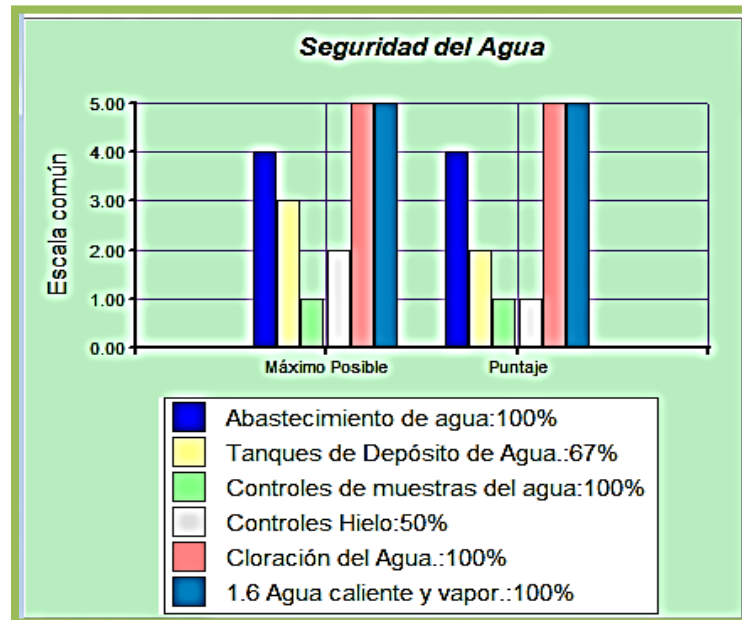 Seguridad del Agua
Escala común
5.00
4.00
3.00
2.00
1.00
0.00
Máximo Posible
Puntaje
Abastecimiento de agua:100%
Tanques de Depósito de Agua.:67%
Controles de muestras del agua:100%
Controles Hielo:50%
Cloración del Agua.:100%
1.6 Agua caliente y vapor.:100%